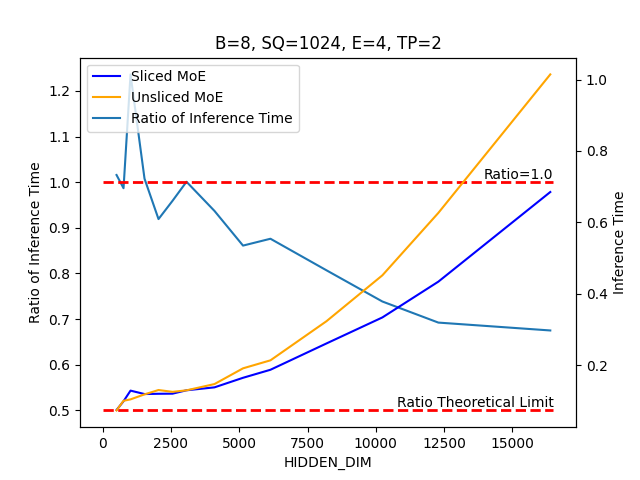 B=8, SQ=1024, E=4, TP=2
Sliced MoE
Unsliced MoE
Ratio of Inference Time
Ratio=1.0
Ratio Theoretical Limit
Ratio of Inference Time
1.2
1.1
1.0
0.9
0.8
0.7
0.6
0.5
1.0
0.8
0.6
0.4
0.2
Inference Time
0
2500
5000
7500
10000
12500
15000
HIDDEN_DIM